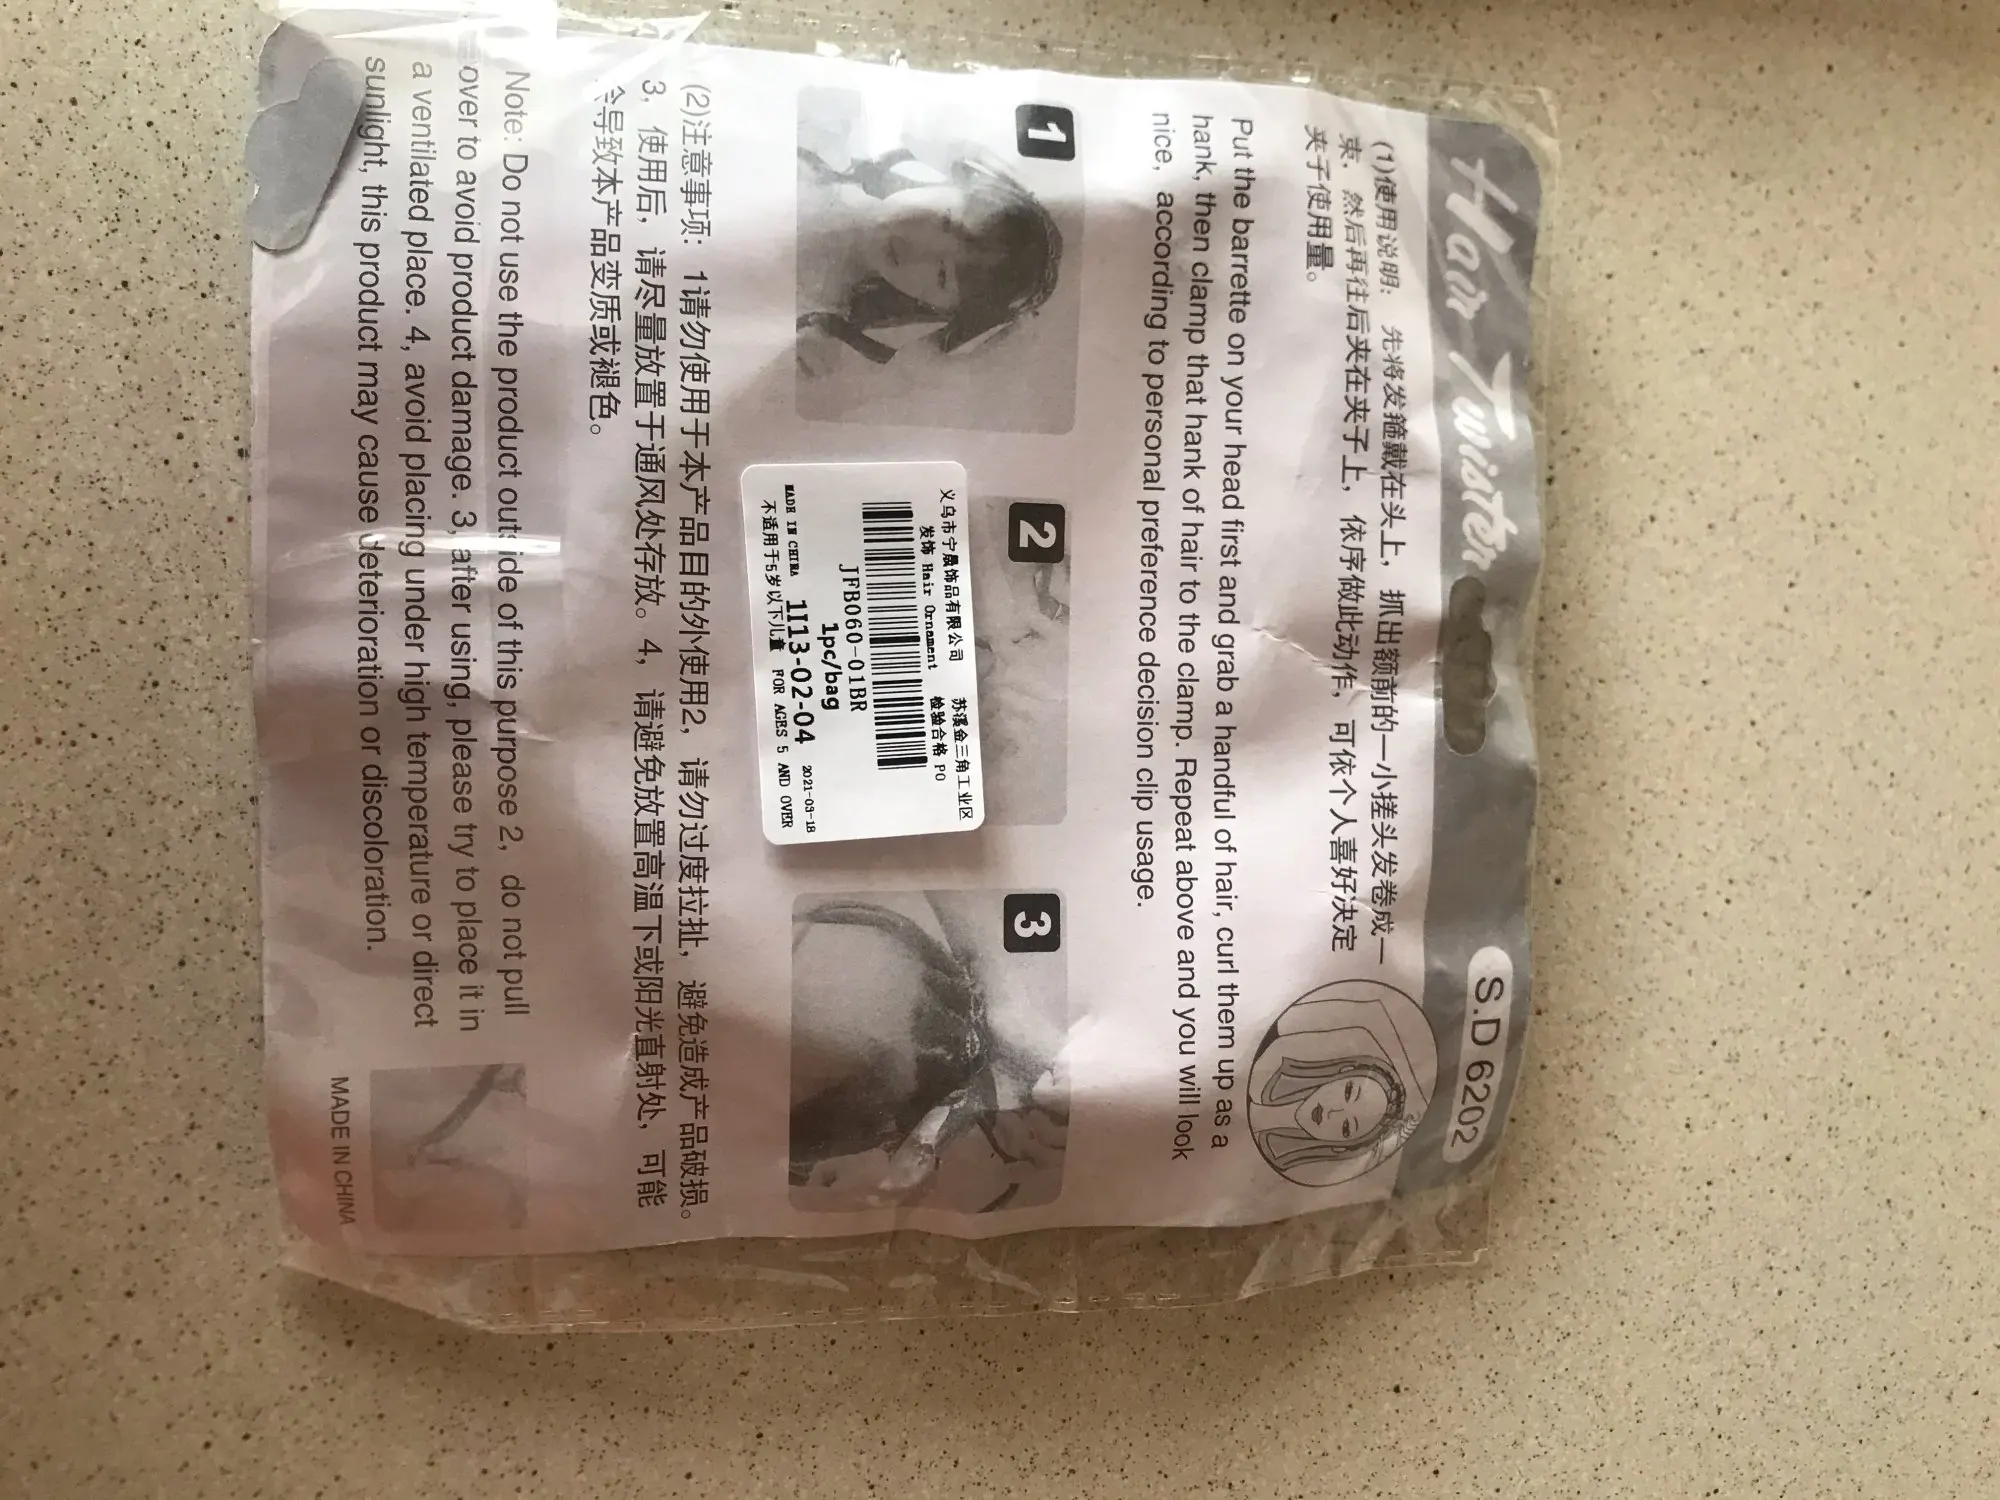 Hair Twister
S.D 6202
(1)使用说明: 先将发箍戴在头上, 抓出额前的一小搓头发卷成一
束, 然后再往后夹在夹子上, 依序做此动作, 可依个人喜好决定
夹子使用量。
Put the barrette on your head first and grab a handful of hair, curl them up as a
hank, then clamp that hank of hair to the clamp. Repeat above and you will look
nice, according to personal preference decision clip usage.
1
2
3
义乌市宁晟饰品有限公司 苏溪金三角工业区
发饰 Hair Ornament 检验合格 PO
JFB060-01BR
1pc/bag
1I13-02-04 2021-03-18
MADE IN CHINA
不适用于5岁以下儿童 FOR AGES 5 AND OVER
(2)注意事项: 1请勿使用于本产品目的外使用2, 请勿过度拉扯, 避免造成产品破损。
3, 使用后, 请尽量放置于通风处存放。4, 请避免放置高温下或阳光直射处, 可能
导致本产品变质或褪色。
Note: Do not use the product outside of this purpose 2, do not pull
over to avoid product damage. 3, after using, please try to place it in
a ventilated place. 4, avoid placing under high temperature or direct
sunlight, this product may cause deterioration or discoloration.
MADE IN CHINA